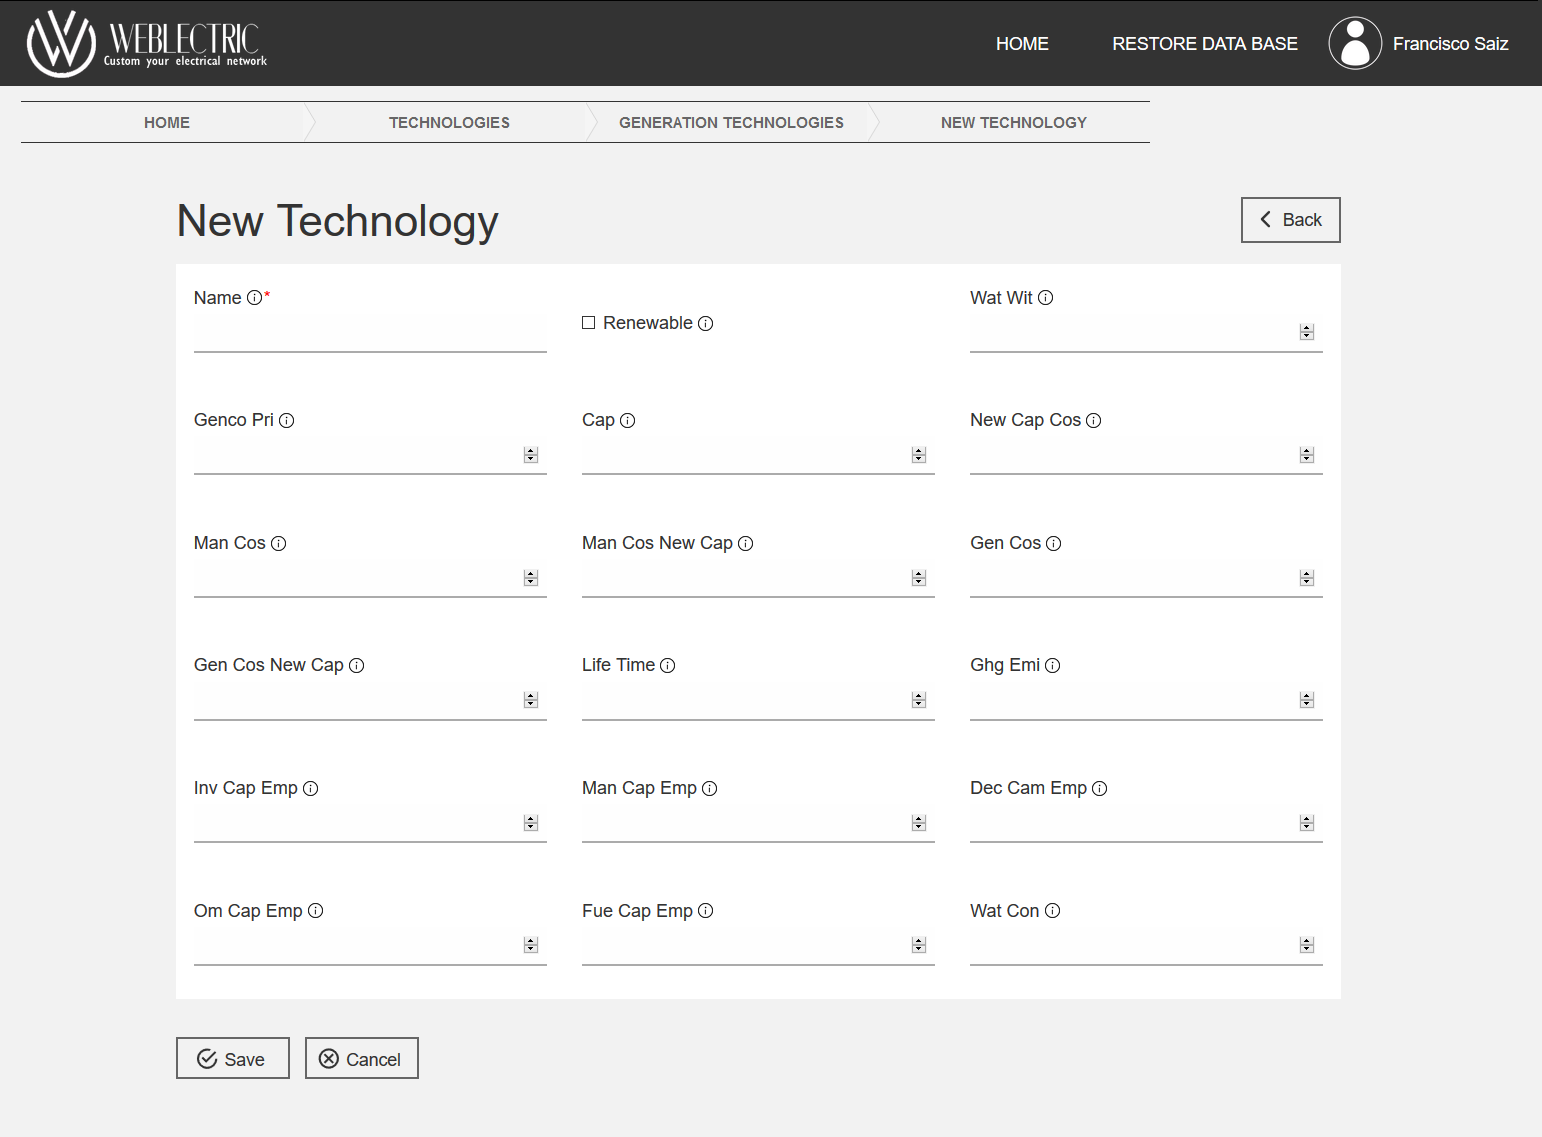 WEBLECTRIC
Custom your electrical network
HOME
RESTORE DATA BASE
Francisco Saiz
HOME
TECHNOLOGIES
GENERATION TECHNOLOGIES
NEW TECHNOLOGY
New Technology
Back
Name *
Renewable
Wat Wit
Genco Pri
Cap
New Cap Cos
Man Cos
Man Cos New Cap
Gen Cos
Gen Cos New Cap
Life Time
Ghg Emi
Inv Cap Emp
Man Cap Emp
Dec Cam Emp
Om Cap Emp
Fue Cap Emp
Wat Con
Save
Cancel